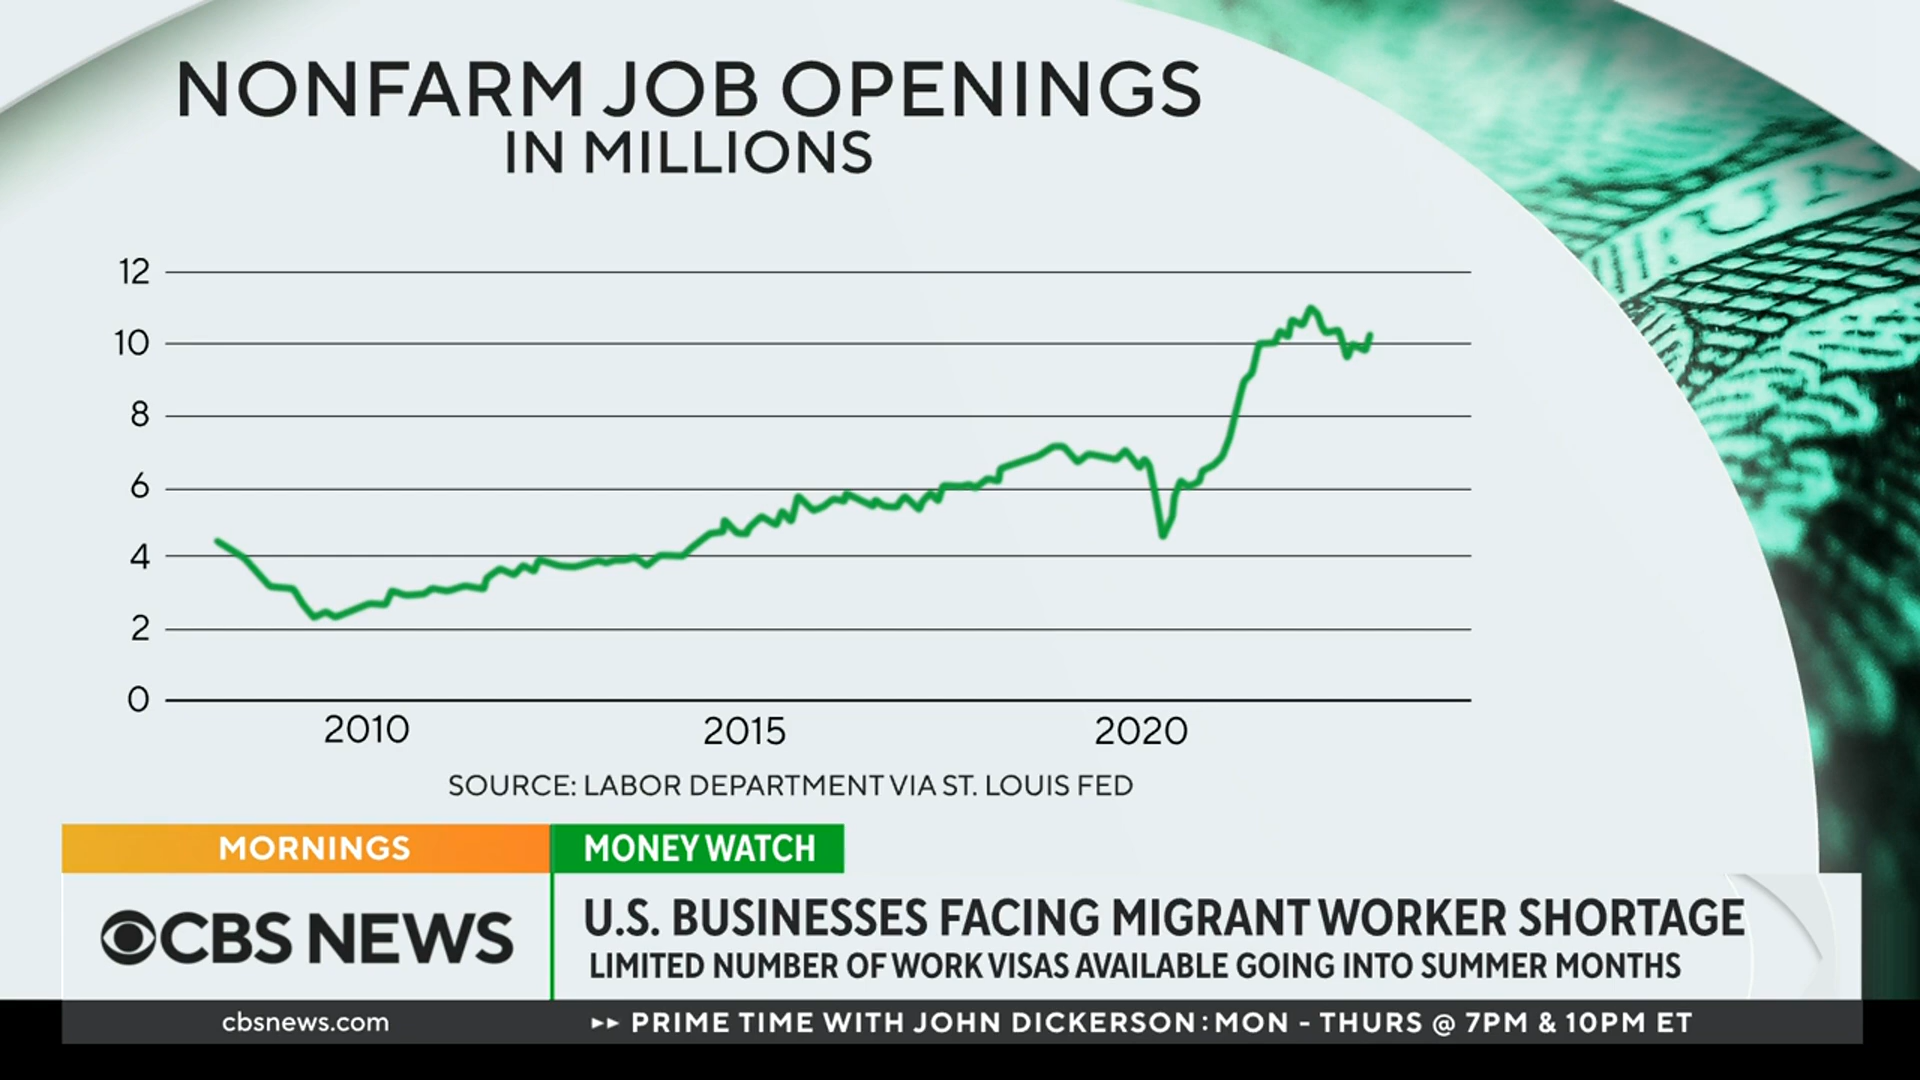 NONFARM JOB OPENINGS
IN MILLIONS
12
10
8
6
4
2
0
2010 2015 2020
SOURCE: LABOR DEPARTMENT VIA ST. LOUIS FED
MORNINGS
MONEY WATCH
CBS NEWS
U.S. BUSINESSES FACING MIGRANT WORKER SHORTAGE
LIMITED NUMBER OF WORK VISAS AVAILABLE GOING INTO SUMMER MONTHS
cbsnews.com
PRIME TIME WITH JOHN DICKERSON: MON - THURS @ 7PM & 10PM ET